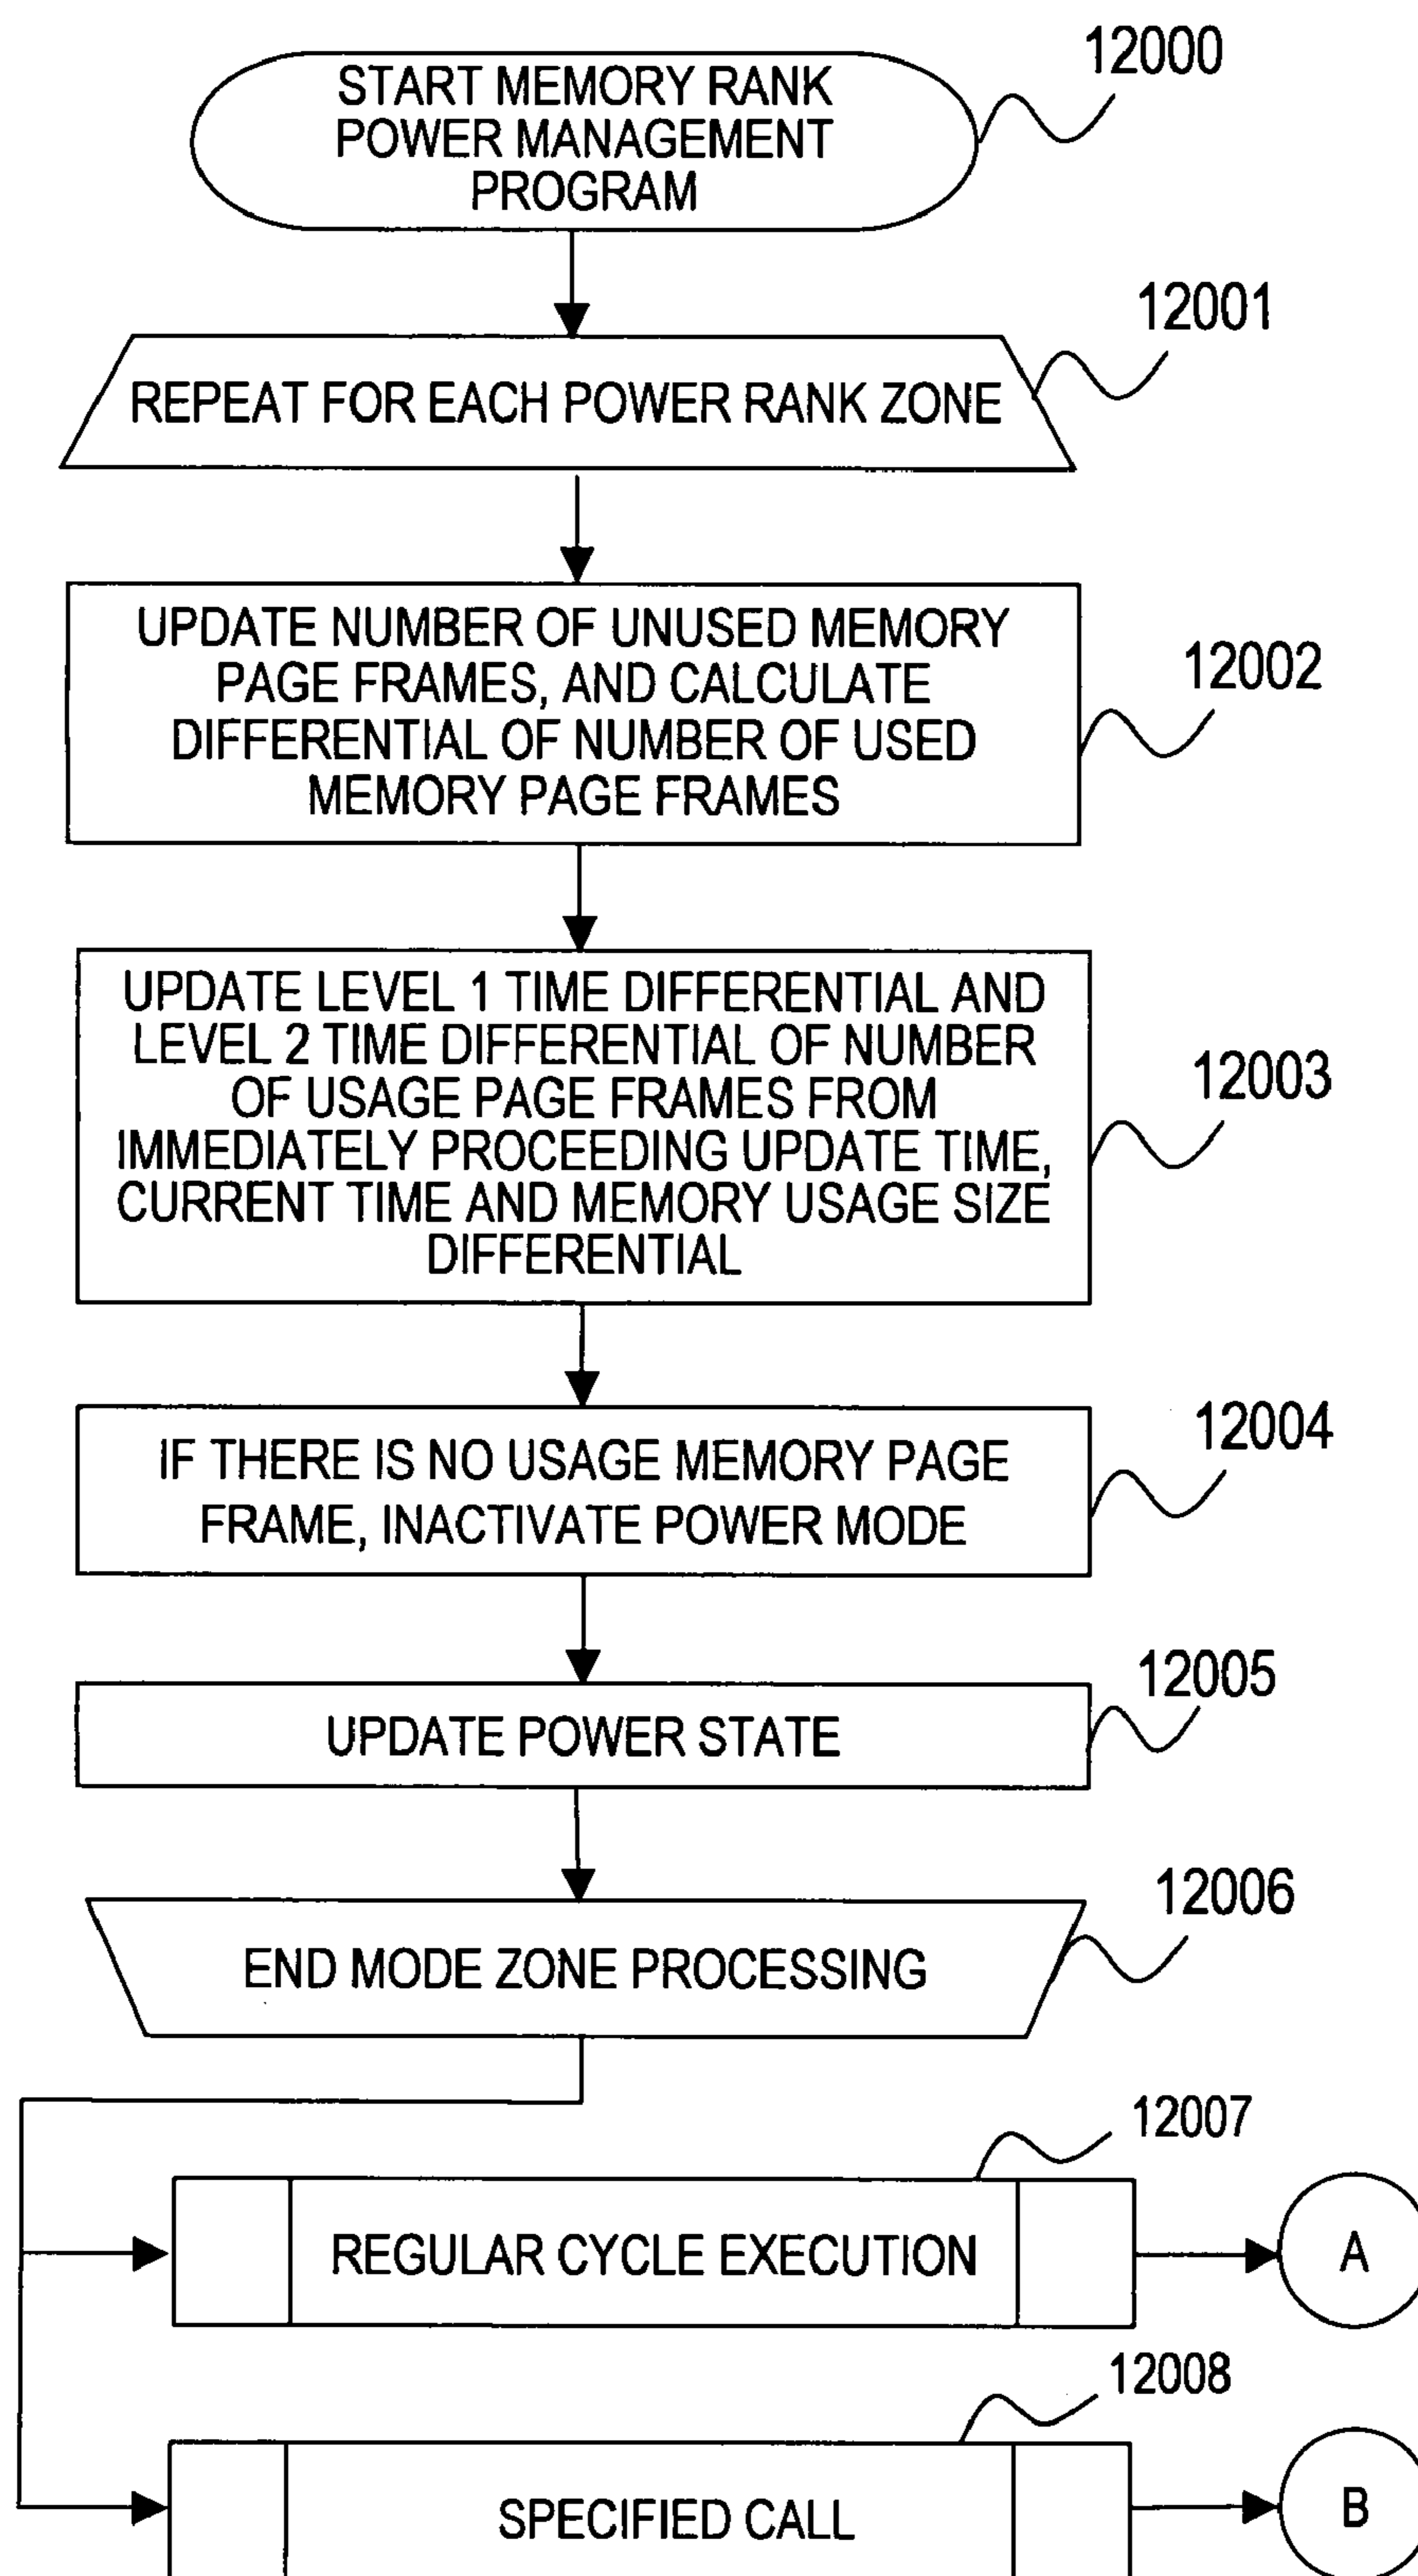 12000
START MEMORY RANK
POWER MANAGEMENT
PROGRAM
12001
REPEAT FOR EACH POWER RANK ZONE
12002
UPDATE NUMBER OF UNUSED MEMORY
PAGE FRAMES, AND CALCULATE
DIFFERENTIAL OF NUMBER OF USED
MEMORY PAGE FRAMES
12003
UPDATE LEVEL 1 TIME DIFFERENTIAL AND
LEVEL 2 TIME DIFFERENTIAL OF NUMBER
OF USAGE PAGE FRAMES FROM
IMMEDIATELY PROCEEDING UPDATE TIME,
CURRENT TIME AND MEMORY USAGE SIZE
DIFFERENTIAL
12004
IF THERE IS NO USAGE MEMORY PAGE
FRAME, INACTIVATE POWER MODE
12005
UPDATE POWER STATE
12006
END MODE ZONE PROCESSING
12007
REGULAR CYCLE EXECUTION
A
12008
SPECIFIED CALL
B